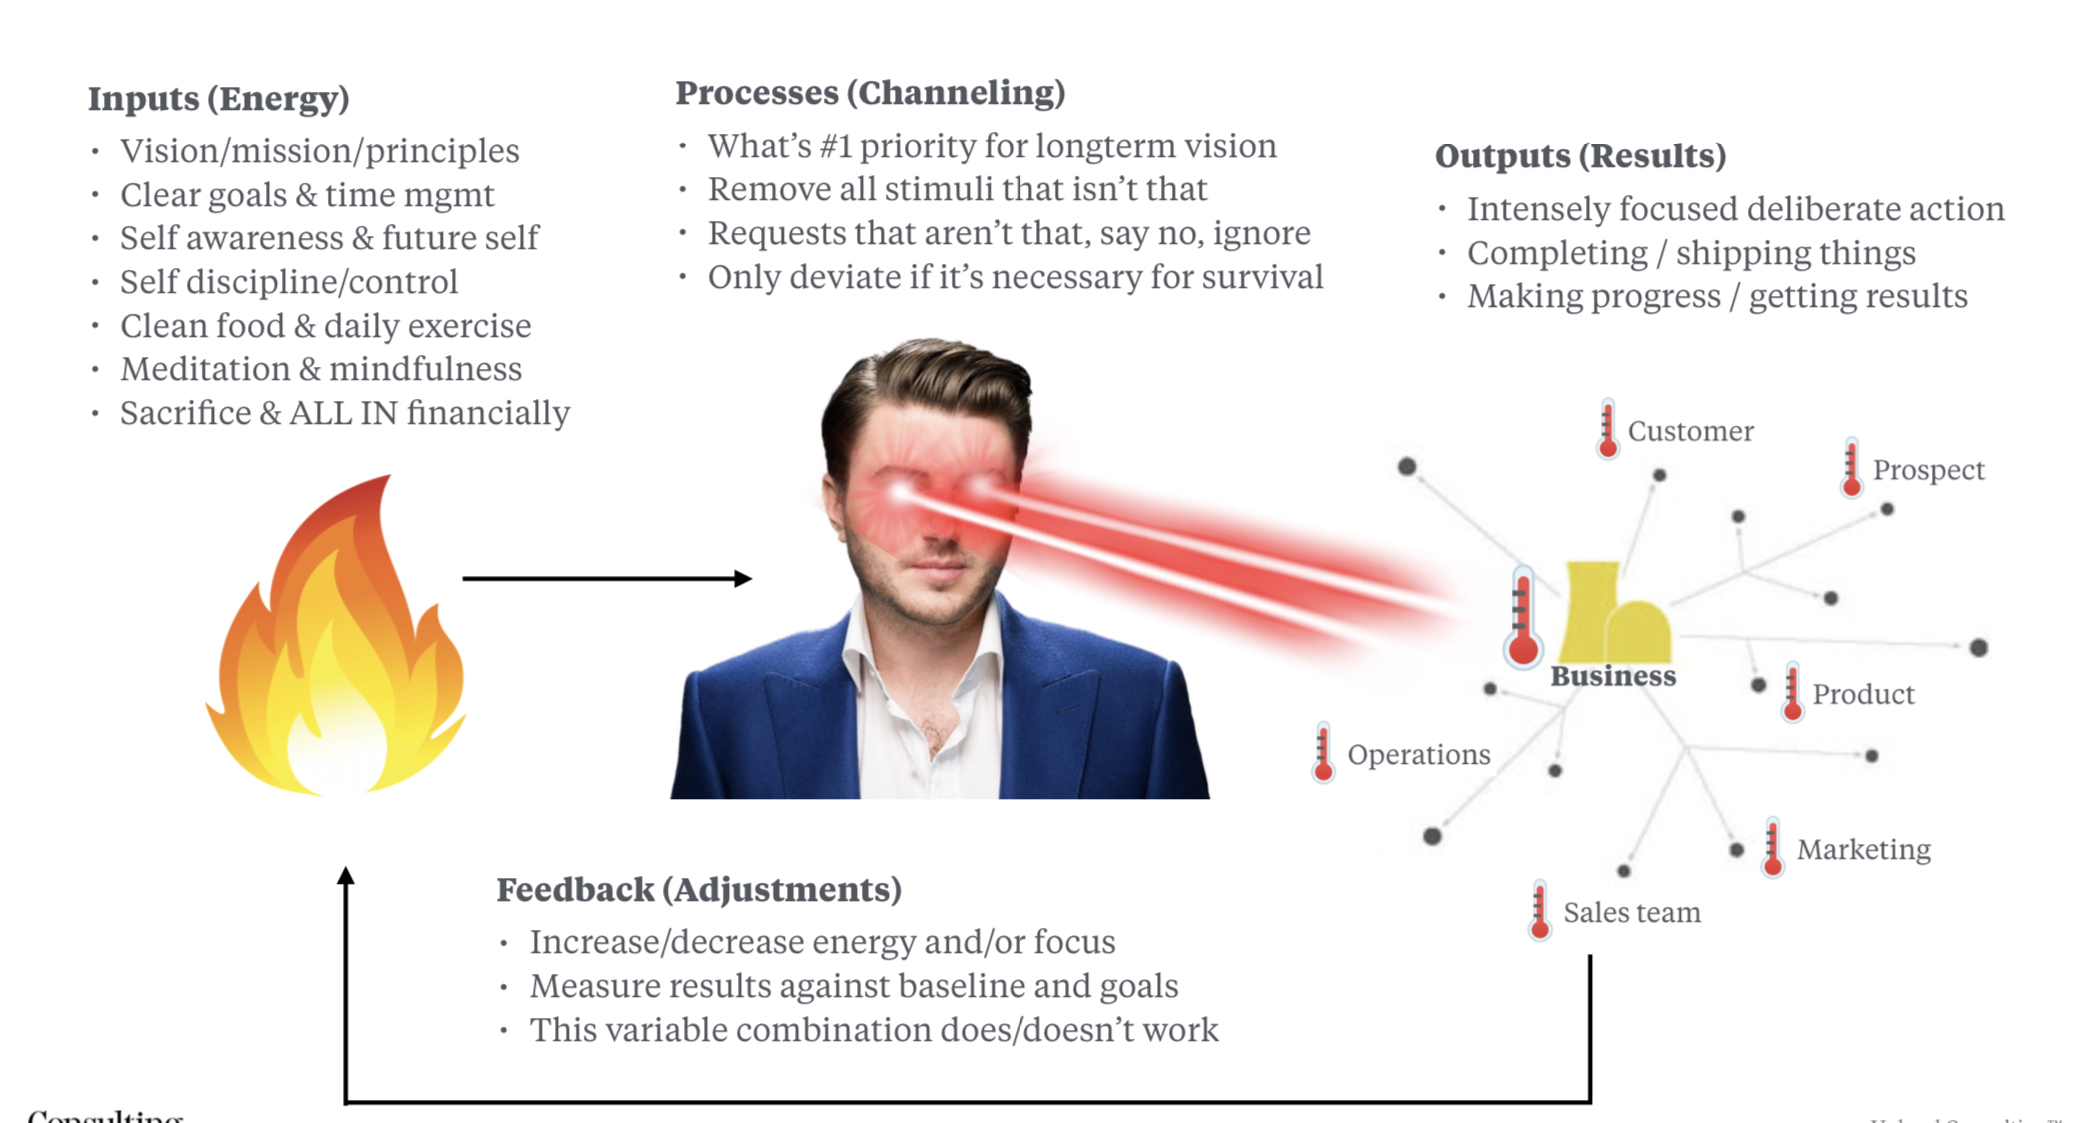 Inputs (Energy)
• Vision/mission/principles
• Clear goals & time mgmt
• Self awareness & future self
• Self discipline/control
• Clean food & daily exercise
• Meditation & mindfulness
• Sacrifice & ALL IN financially
Processes (Channeling)
• What's #1 priority for longterm vision
• Remove all stimuli that isn't that
• Requests that aren't that, say no, ignore
• Only deviate if it's necessary for survival
Outputs (Results)
• Intensely focused deliberate action
• Completing / shipping things
• Making progress / getting results
Customer
Prospect
Business
Product
Operations
Marketing
Sales team
Feedback (Adjustments)
• Increase/decrease energy and/or focus
• Measure results against baseline and goals
• This variable combination does/doesn't work
Consulting